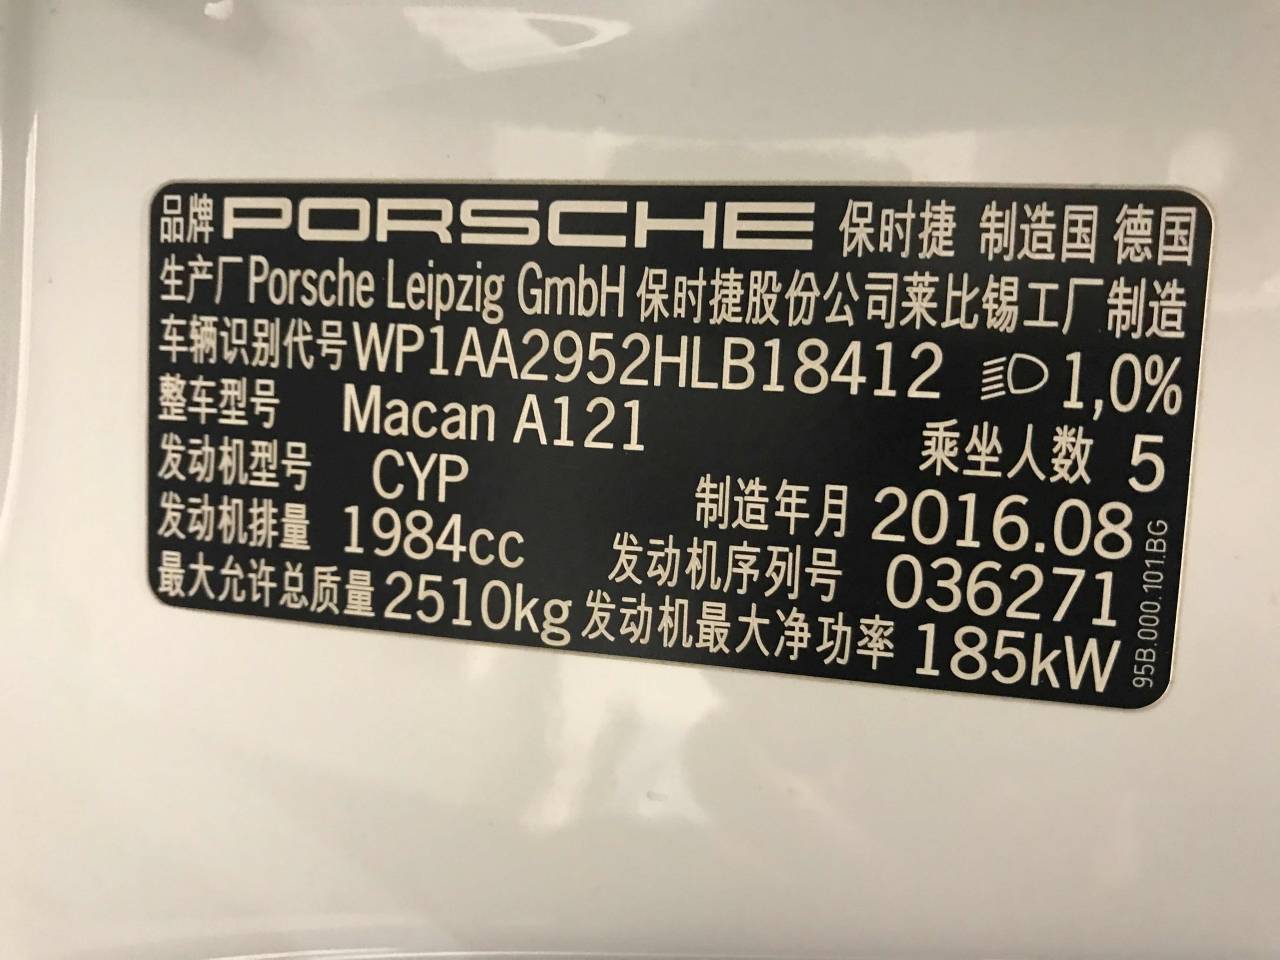 品牌 PORSCHE 保时捷 制造国 德国
生产厂 Porsche Leipzig GmbH 保时捷股份公司莱比锡工厂制造
车辆识别代号 WP1AA2952HLB18412 1,0%
整车型号 Macan A121 乘坐人数 5
发动机型号 CYP 制造年月 2016.08
发动机排量 1984cc 发动机序列号 036271
最大允许总质量 2510kg 发动机最大净功率 185kW
95B.000.101.BG